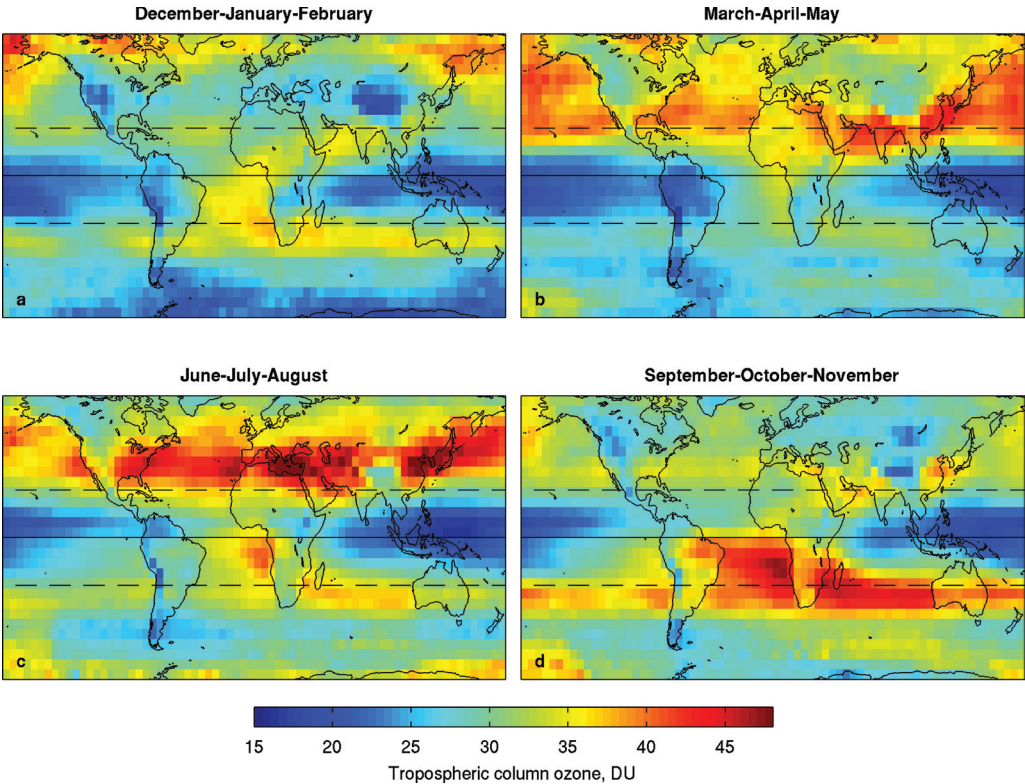 December-January-February
March-April-May
a
b
June-July-August
September-October-November
c
d
15 20 25 30 35 40 45
Tropospheric column ozone, DU